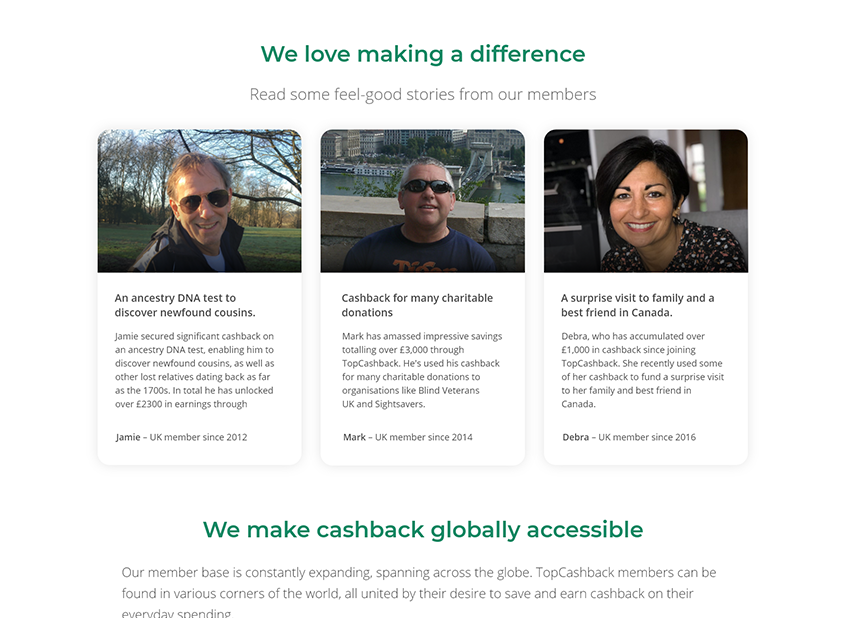 We love making a difference
Read some feel-good stories from our members
An ancestry DNA test to
discover newfound cousins.
Jamie secured significant cashback on
an ancestry DNA test, enabling him to
discover newfound cousins, as well as
other lost relatives dating back as far
as the 1700s. In total he has unlocked
over £2300 in earnings through
Jamie – UK member since 2012
Cashback for many charitable
donations
Mark has amassed impressive savings
totalling over £3,000 through
TopCashback. He's used his cashback
for many charitable donations to
organisations like Blind Veterans
UK and Sightsavers.
Mark – UK member since 2014
A surprise visit to family and a
best friend in Canada.
Debra, who has accumulated over
£1,000 in cashback since joining
TopCashback. She recently used some
of her cashback to fund a surprise visit
to her family and best friend in
Canada.
Debra – UK member since 2016
We make cashback globally accessible
Our member base is constantly expanding, spanning across the globe. TopCashback members can be
found in various corners of the world, all united by their desire to save and earn cashback on their
everyday spending